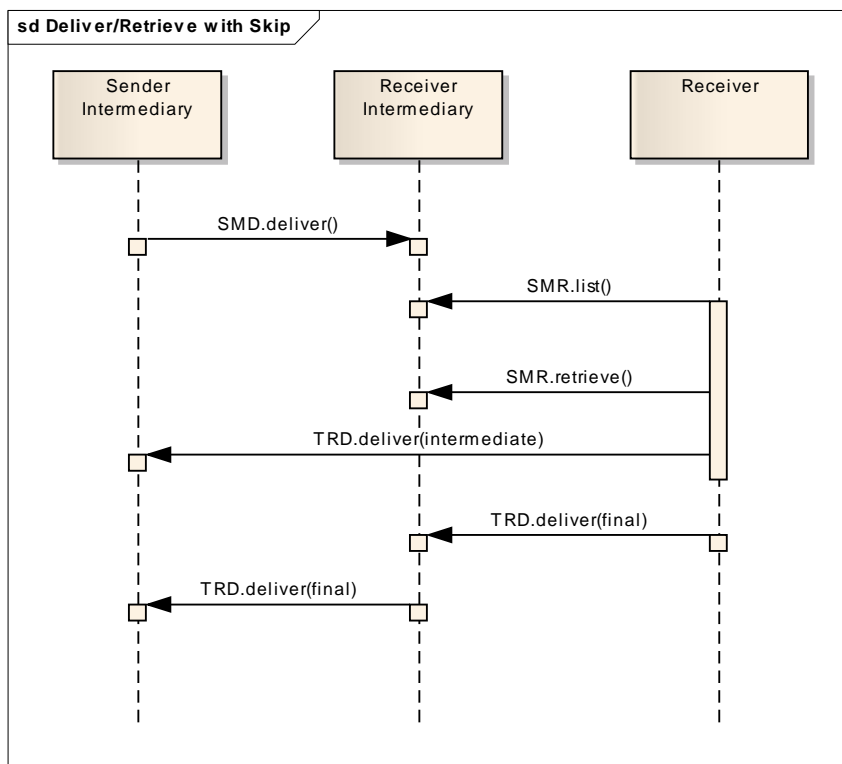 sd Deliver/Retrieve with Skip
Sender
Intermediary
Receiver
Intermediary
Receiver
SMD.deliver()
SMR.list()
SMR.retrieve()
TRD.deliver(intermediate)
TRD.deliver(final)
TRD.deliver(final)